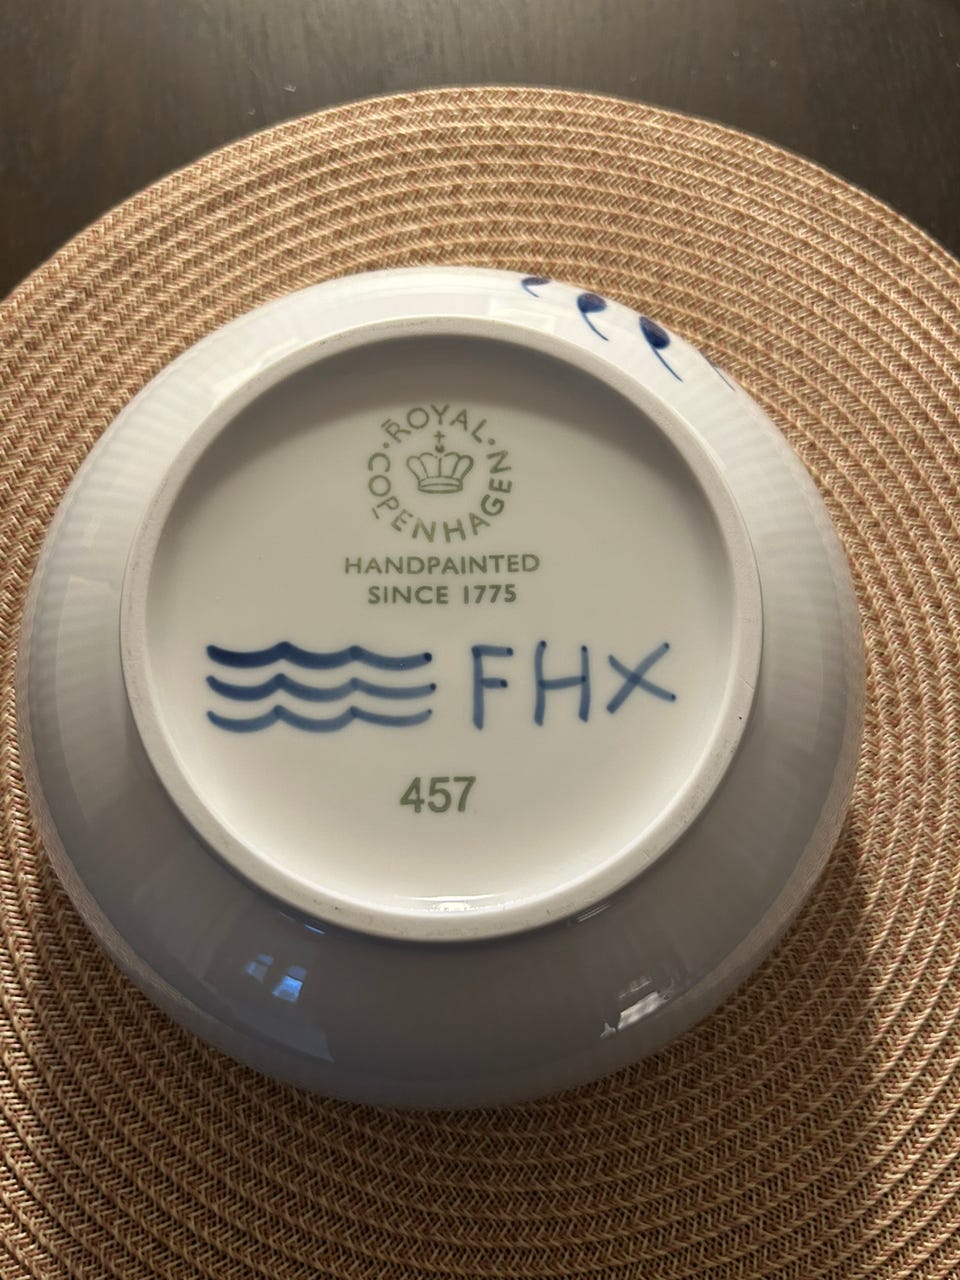 ROYAL
COPENHAGEN
HANDPAINTED
SINCE 1775
FHX
457